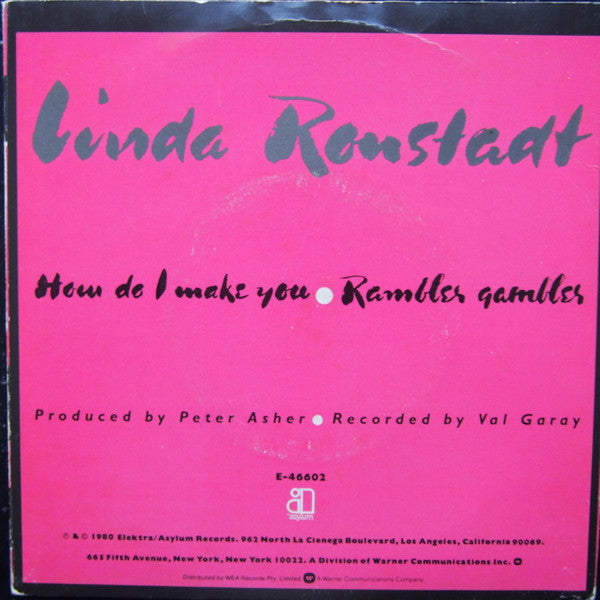 Linda Ronstadt
How do I make you • Rambler gambler
Produced by Peter Asher • Recorded by Val Garay
E-46602
asylum
℗ & © 1980 Elektra/Asylum Records. 962 North La Cienega Boulevard, Los Angeles, California 90069.
665 Fifth Avenue, New York, New York 10022. A Division of Warner Communications Inc.
Distributed by WEA Records Pty. Limited A Warner Communications Company